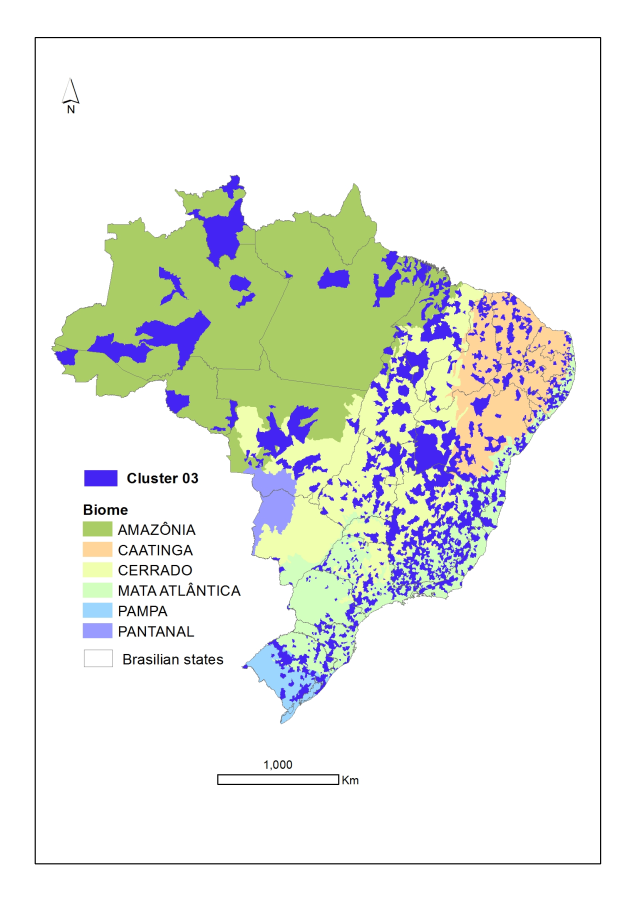 N
Cluster 03
Biome
AMAZÔNIA
CAATINGA
CERRADO
MATA ATLÂNTICA
PAMPA
PANTANAL
Brasilian states
1,000
Km